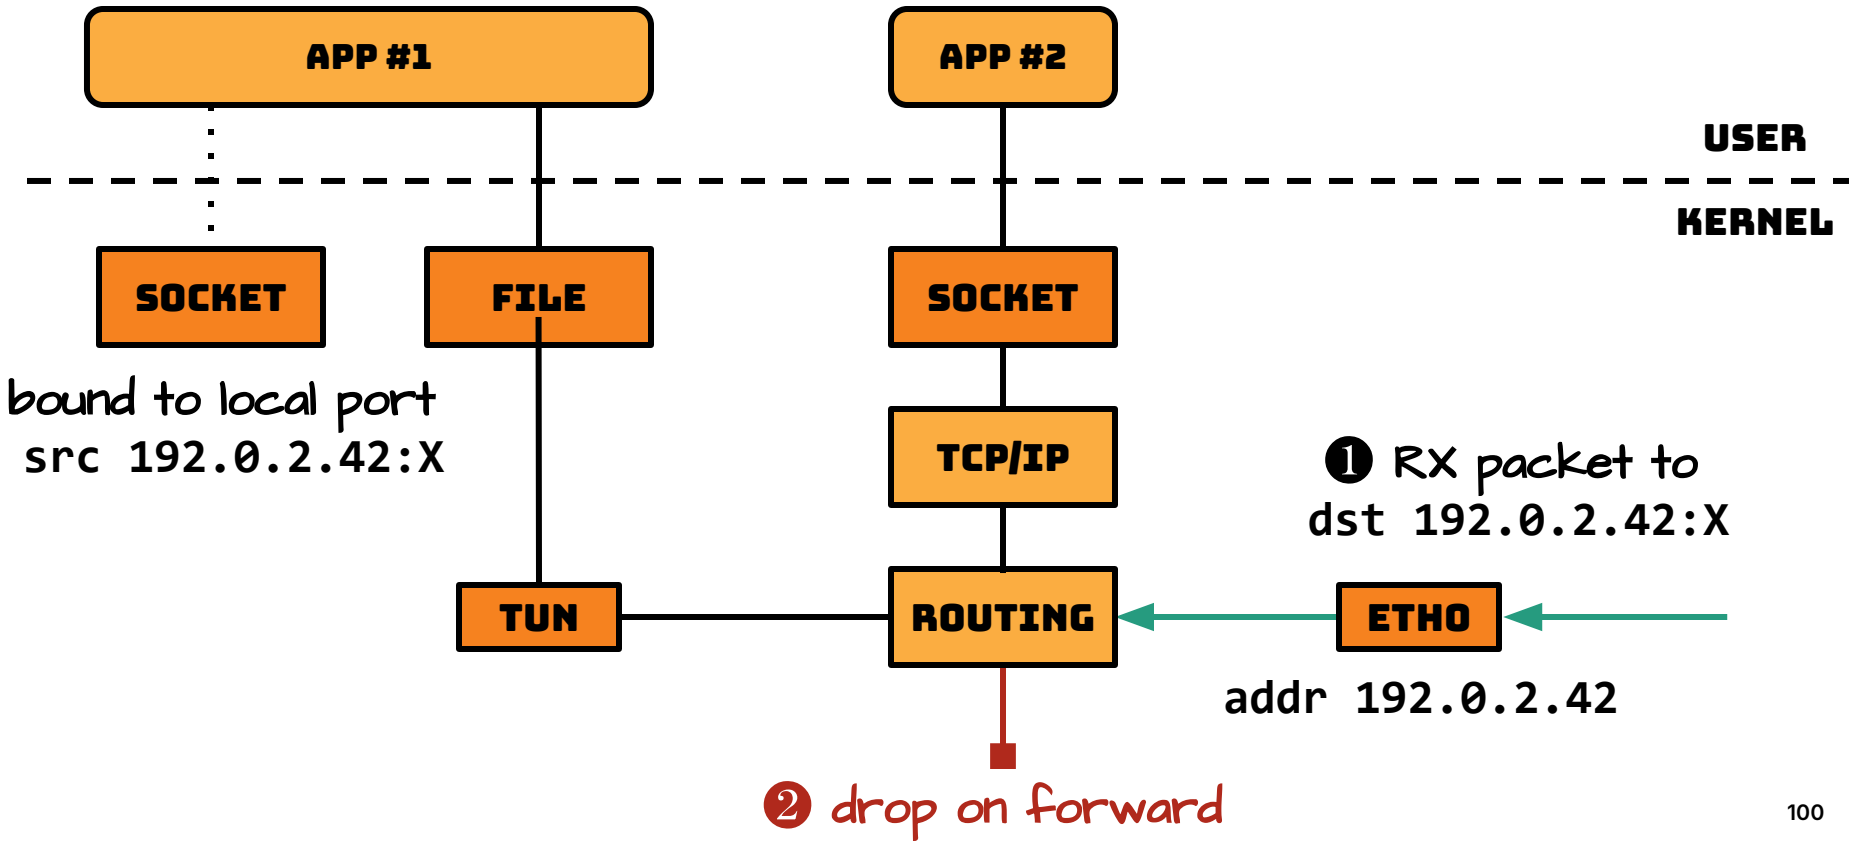 APP #1
APP #2
USER
KERNEL
SOCKET
FILE
SOCKET
bound to local port
src 192.0.2.42:X
TCP/IP
❶ RX packet to
dst 192.0.2.42:X
TUN
ROUTING
ETH0
addr 192.0.2.42
❷ drop on forward
100